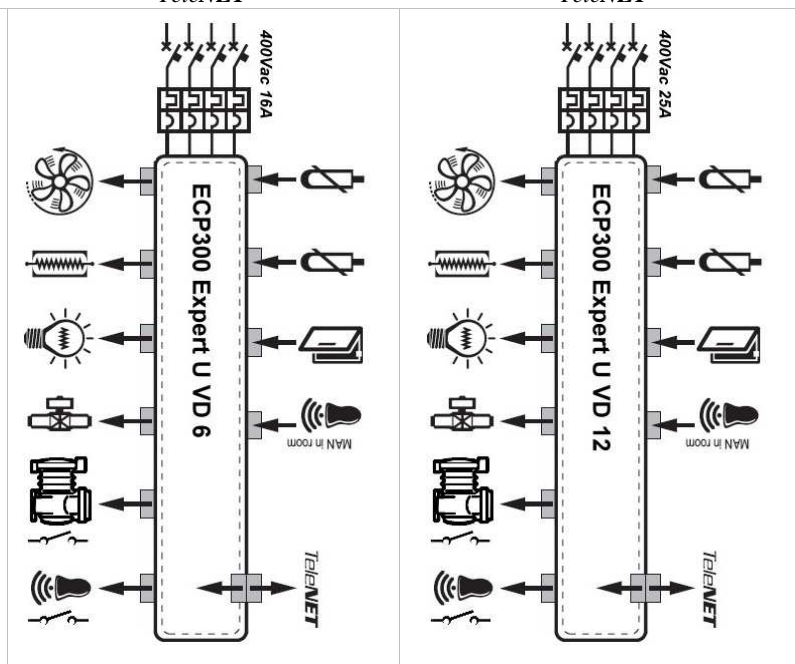 TeleNET
TeleNET
400Vac 16A
ECP300 Expert U VD 6
MAN in room
TeleNET
400Vac 25A
ECP300 Expert U VD 12
MAN in room
TeleNET